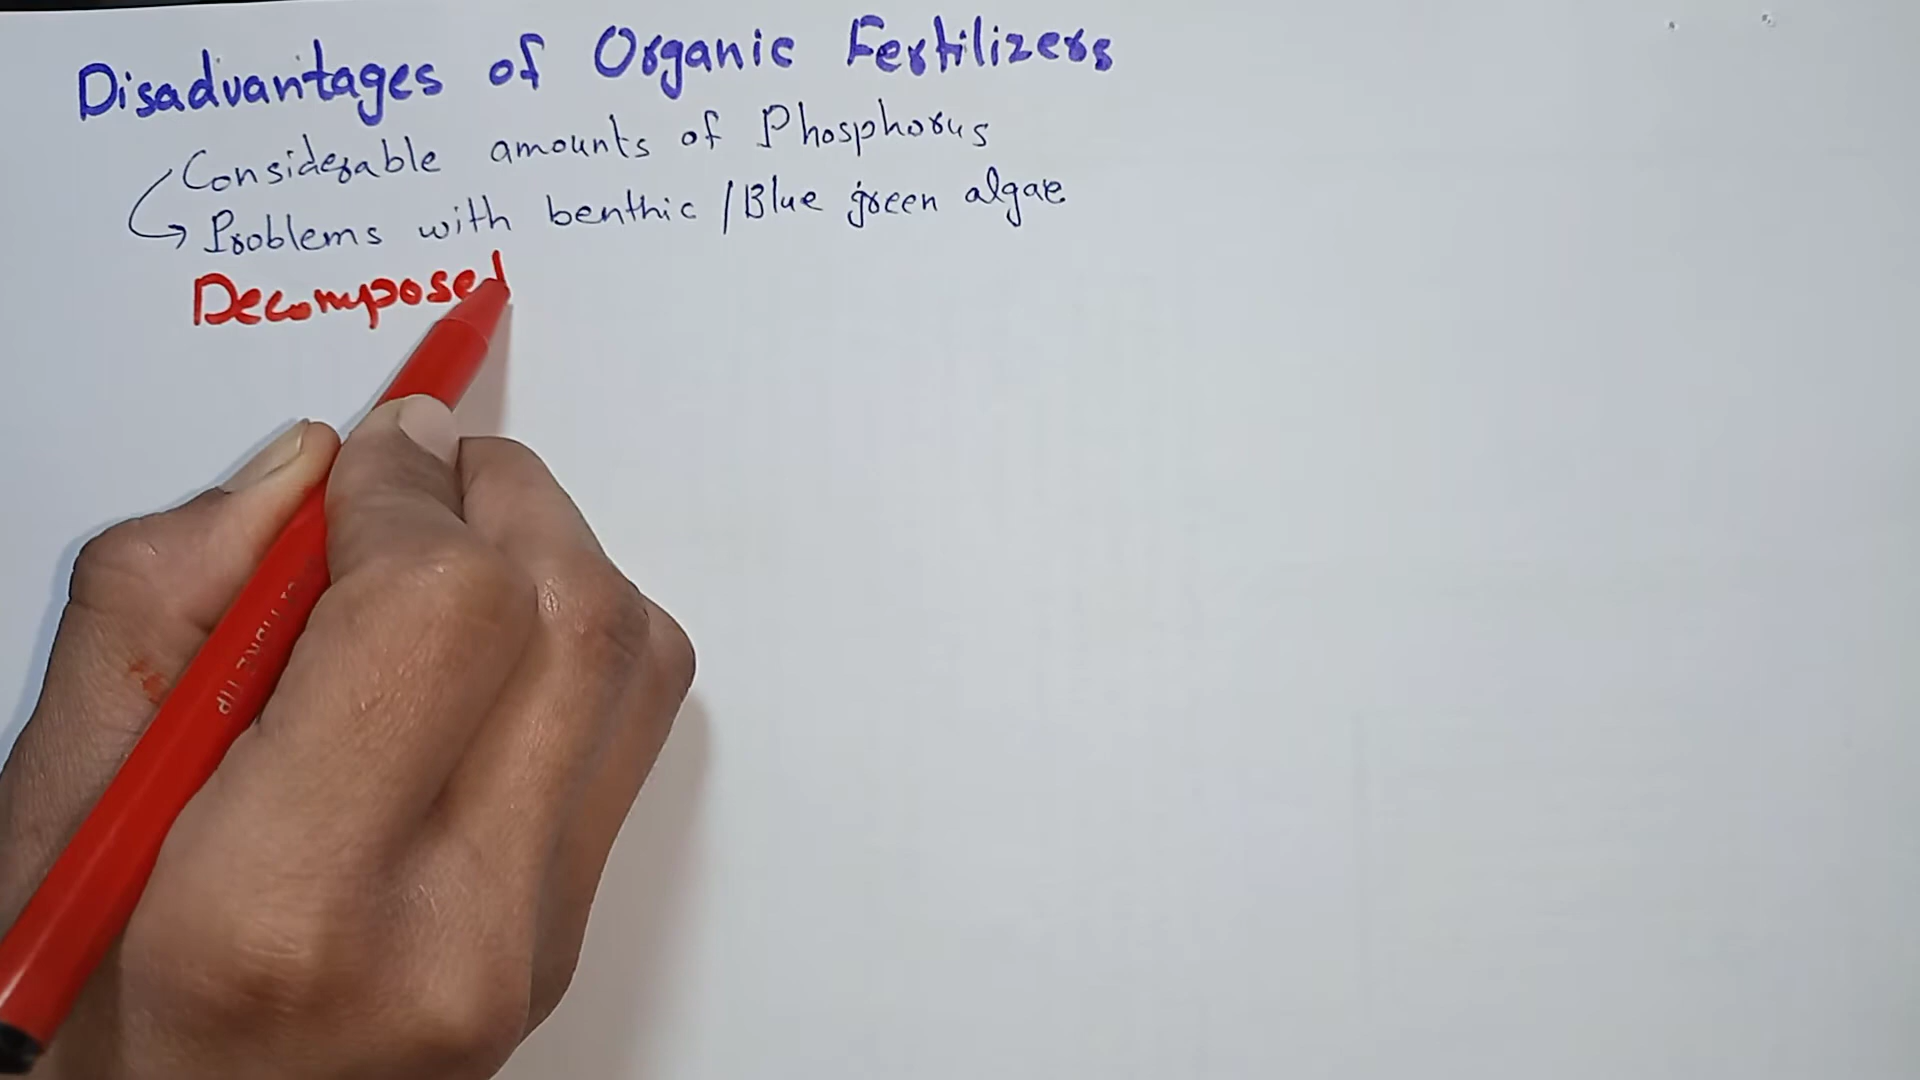 Disadvantages of Organic Fertilizers
Considerable amounts of Phosphorus
Problems with benthic / Blue green algae
Decomposed